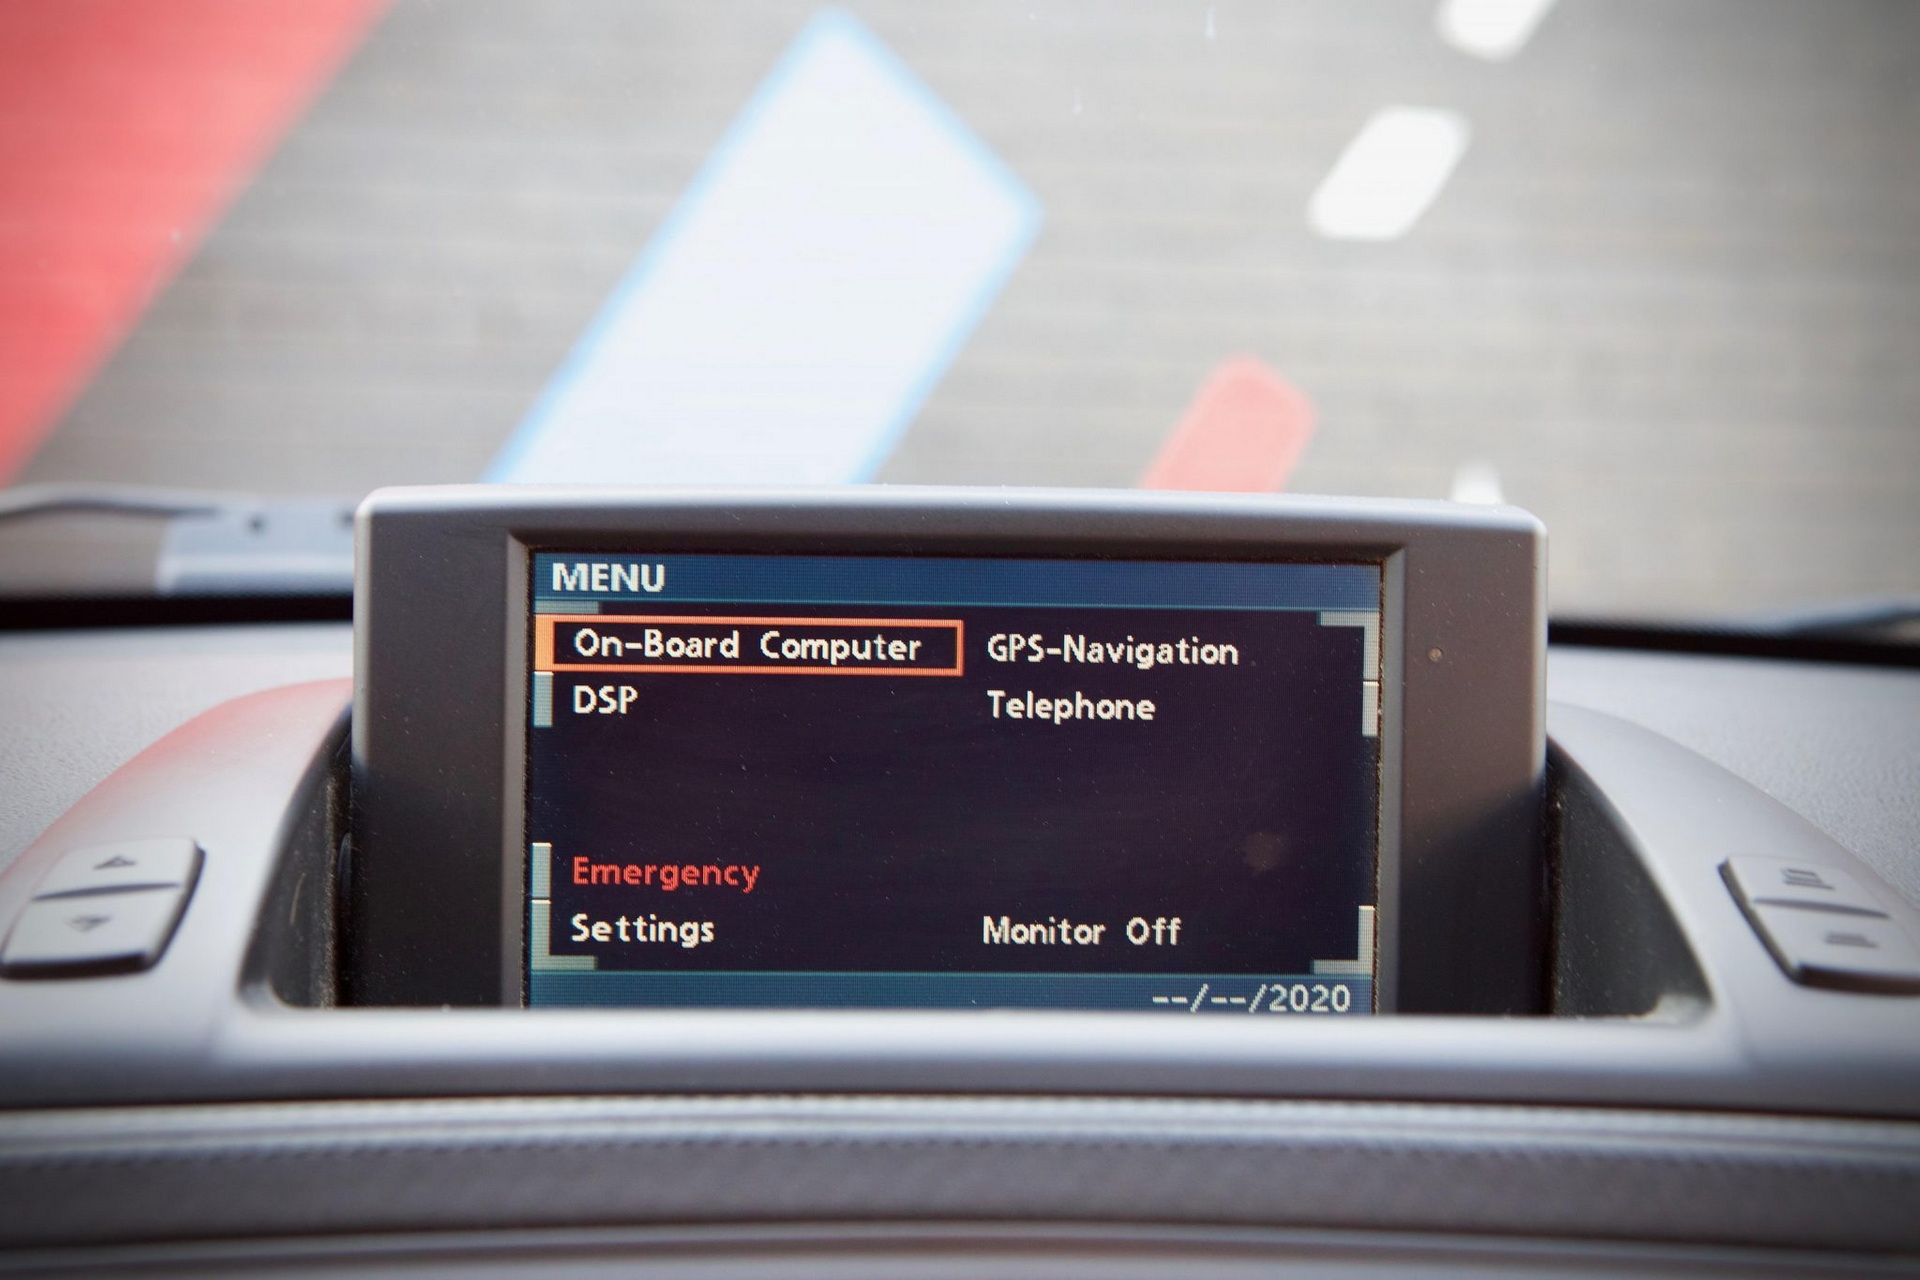 MENU
On-Board Computer GPS-Navigation
DSP Telephone
Emergency
Settings Monitor Off
--/--/2020